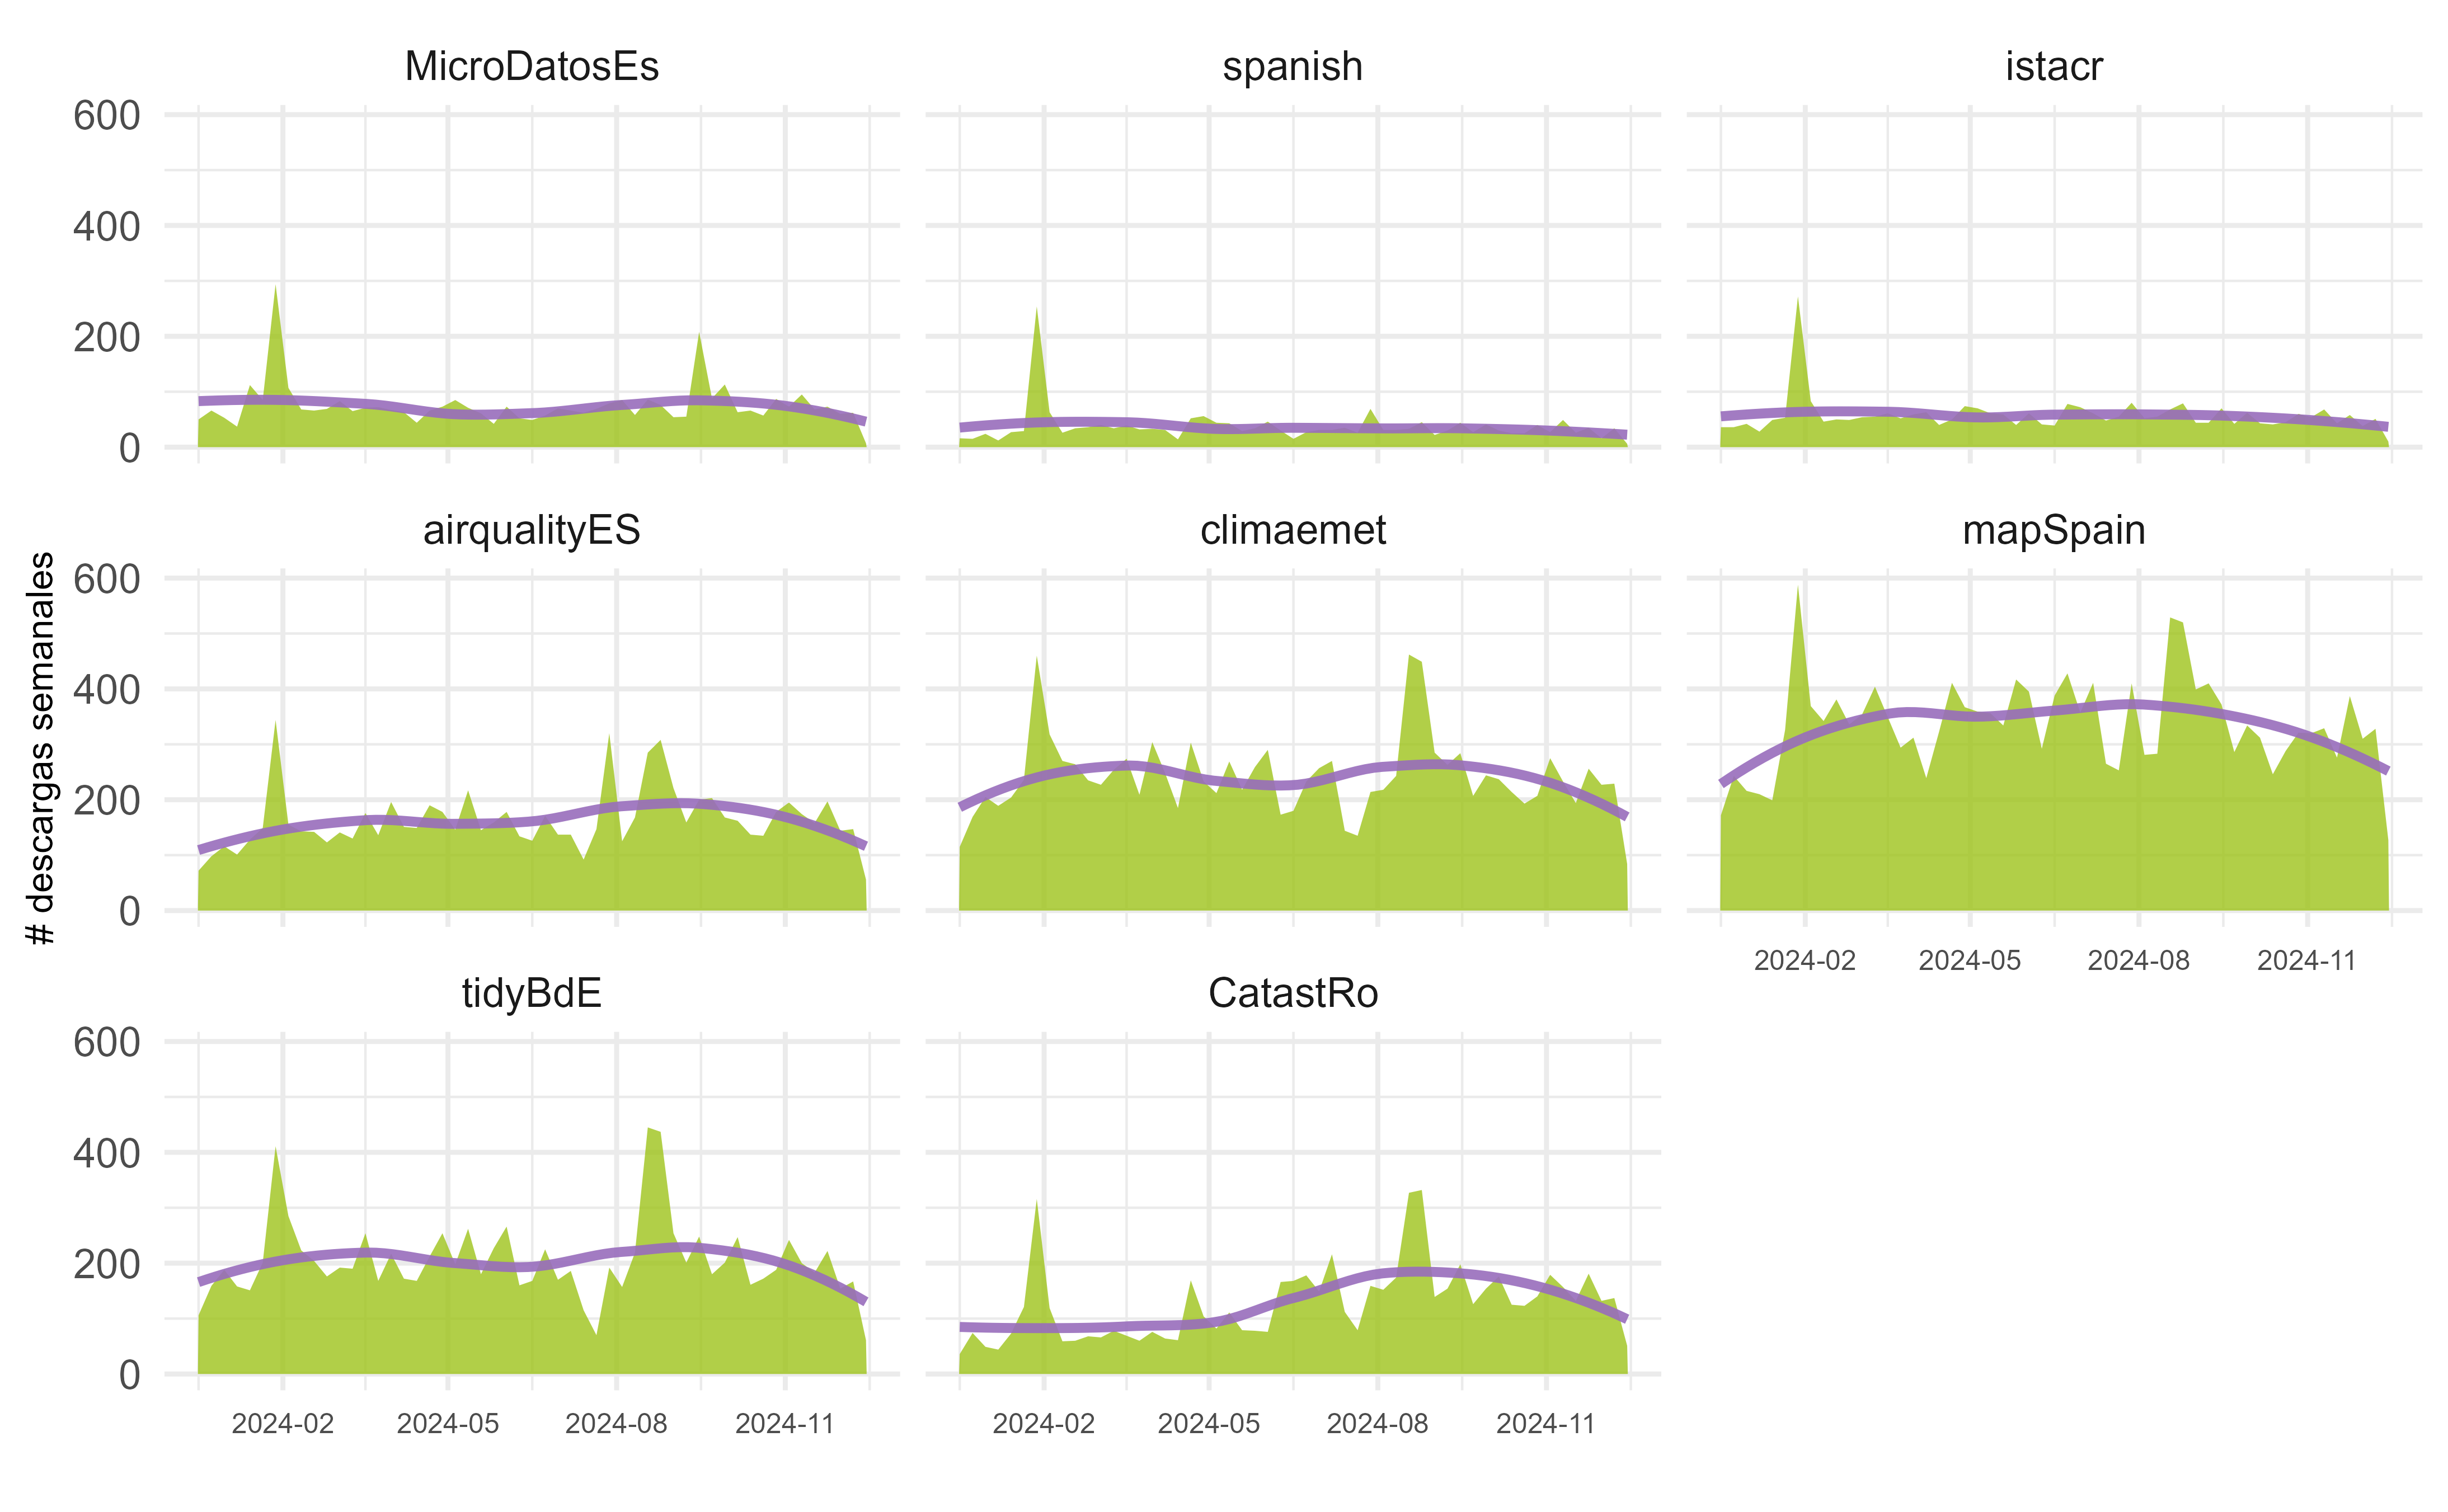 MicroDatosEs spanish istacr
600
400
200
0
airqualityES climaemet mapSpain
# descargas semanales
600
400
200
0
2024-02 2024-05 2024-08 2024-11
tidyBdE CatastRo
600
400
200
0
2024-02 2024-05 2024-08 2024-11 2024-02 2024-05 2024-08 2024-11